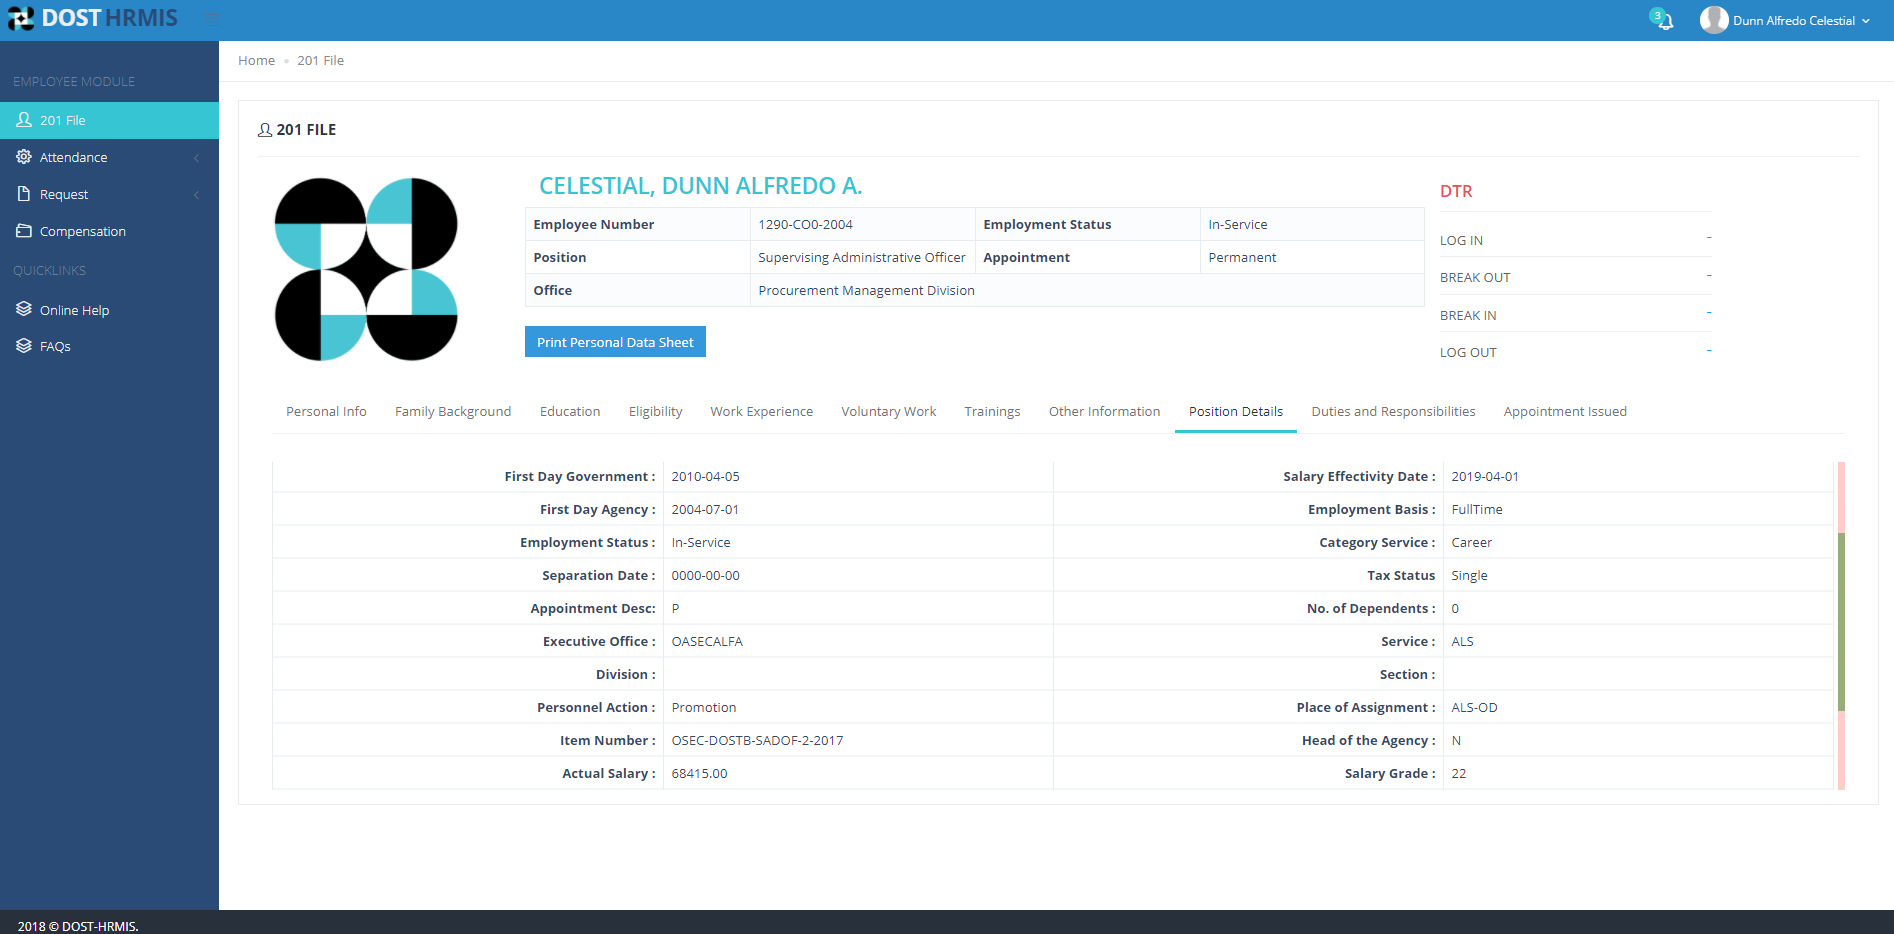 DOST HRMIS
3
Dunn Alfredo Celestial
Home
201 File
EMPLOYEE MODULE
201 File
Attendance
Request
Compensation
QUICKLINKS
Online Help
FAQs
201 FILE
CELESTIAL, DUNN ALFREDO A.
Employee Number 1290-CO0-2004 Employment Status In-Service
Position Supervising Administrative Officer Appointment Permanent
Office Procurement Management Division
Print Personal Data Sheet
DTR
LOG IN -
BREAK OUT -
BREAK IN -
LOG OUT -
Personal Info Family Background Education Eligibility Work Experience Voluntary Work Trainings Other Information Position Details Duties and Responsibilities Appointment Issued
First Day Government : 2010-04-05 Salary Effectivity Date : 2019-04-01
First Day Agency : 2004-07-01 Employment Basis : FullTime
Employment Status : In-Service Category Service : Career
Separation Date : 0000-00-00 Tax Status Single
Appointment Desc: P No. of Dependents : 0
Executive Office : OASECALFA Service : ALS
Division : Section :
Personnel Action : Promotion Place of Assignment : ALS-OD
Item Number : OSEC-DOSTB-SADOF-2-2017 Head of the Agency : N
Actual Salary : 68415.00 Salary Grade : 22
2018 © DOST-HRMIS.